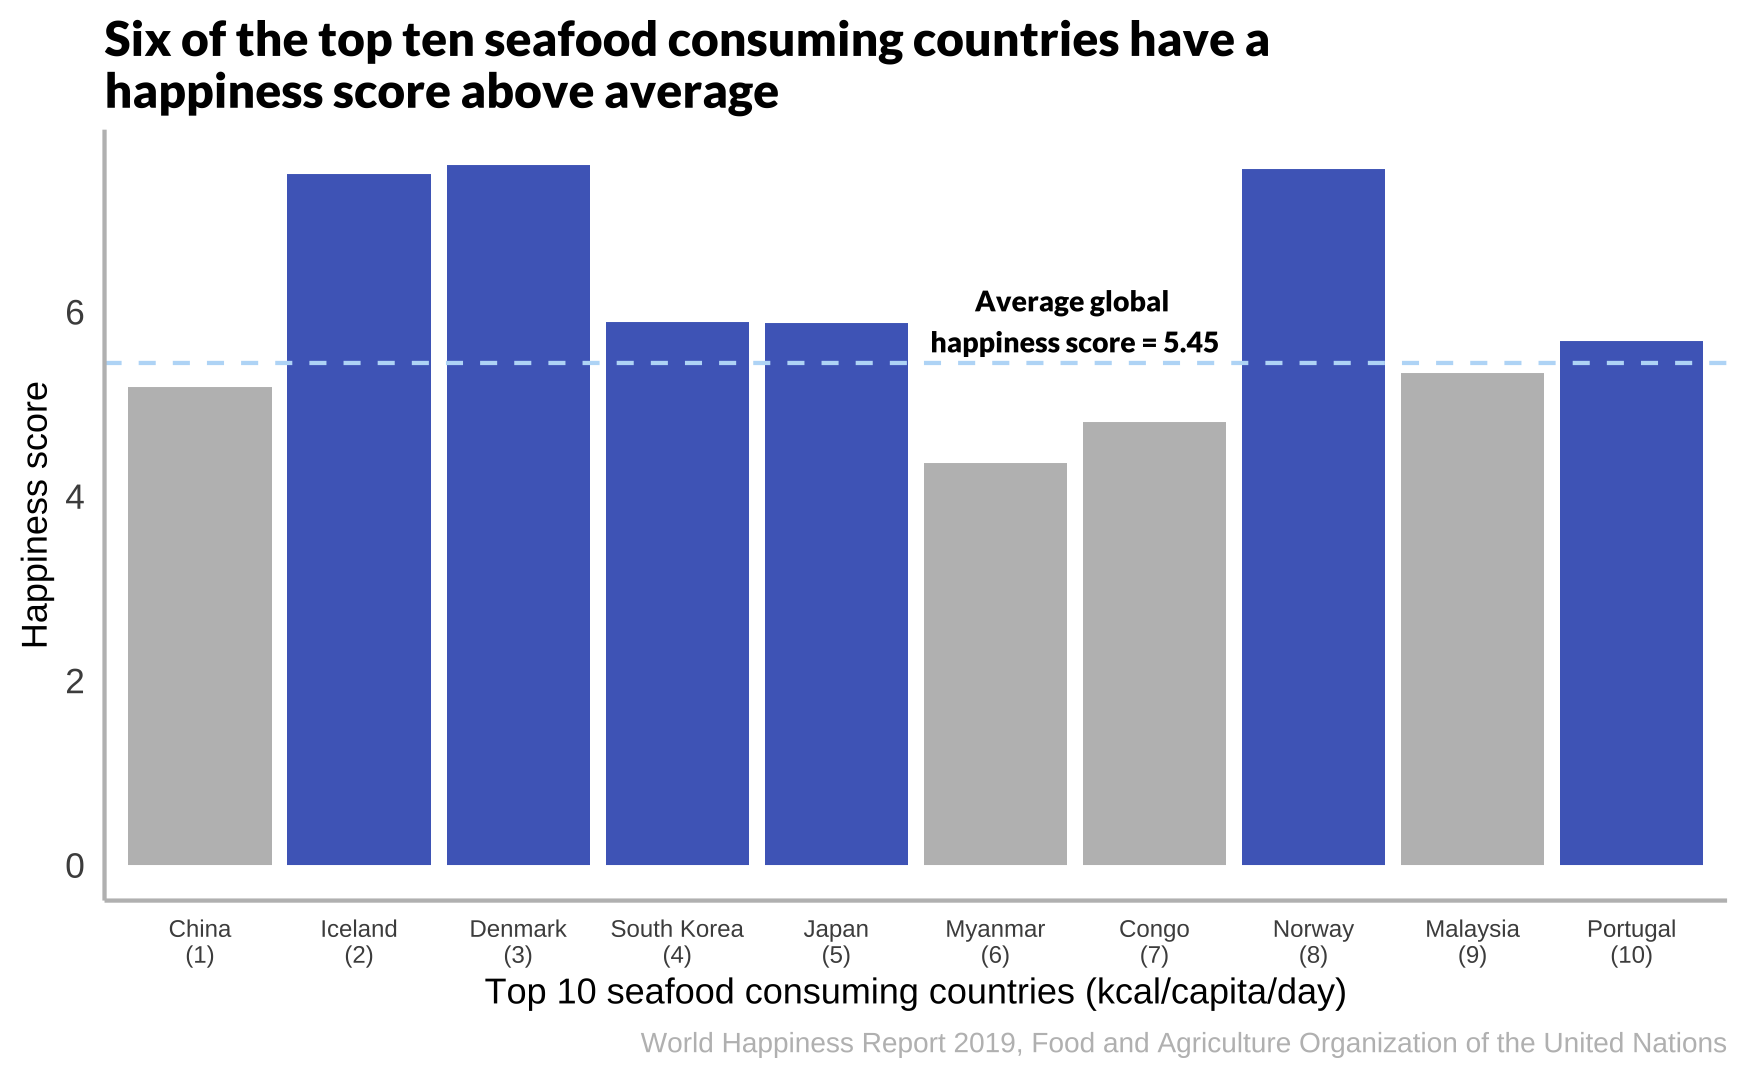 Six of the top ten seafood consuming countries have a
happiness score above average
Average global
happiness score = 5.45
6
4
2
0
Happiness score
China
(1)
Iceland
(2)
Denmark
(3)
South Korea
(4)
Japan
(5)
Myanmar
(6)
Congo
(7)
Norway
(8)
Malaysia
(9)
Portugal
(10)
Top 10 seafood consuming countries (kcal/capita/day)
World Happiness Report 2019, Food and Agriculture Organization of the United Nations